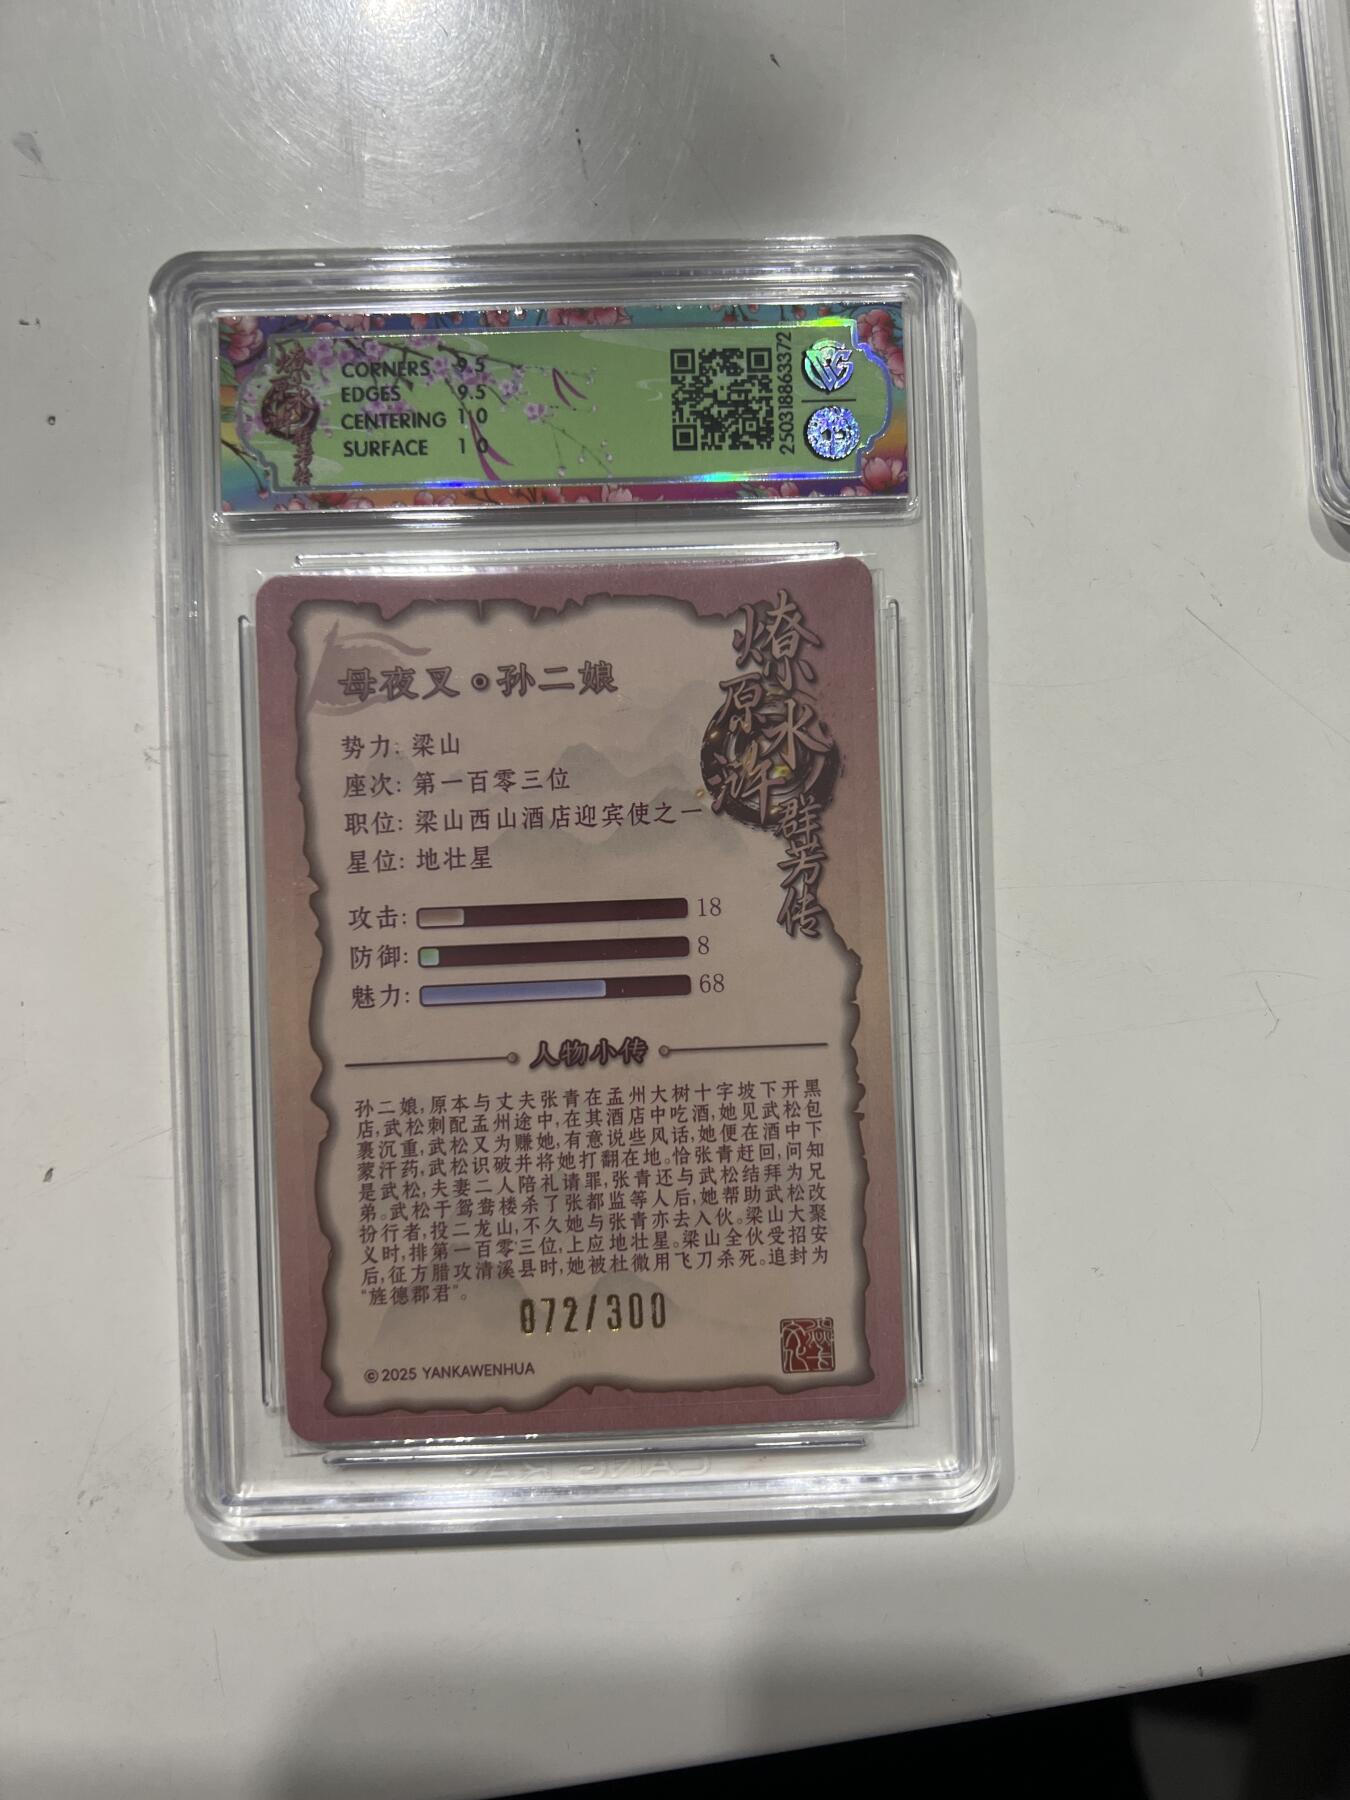 CORNERS 9.5
EDGES 9.5
CENTERING 10
SURFACE 10
250318863372
燎原水浒
群芳传
母夜叉·孙二娘
势力: 梁山
座次: 第一百零三位
职位: 梁山西山酒店迎宾使之一
星位: 地壮星
攻击: 18
防御: 8
魅力: 68
人物小传
孙二娘,原本与丈夫张青在孟州大树十字坡下开黑
店,武松刺配孟州途中,在其酒店中吃酒,她见武松包
裹沉重,武松又为赚她,有意说些风话,她便在酒中下
蒙汗药,武松识破并将她打翻在地。恰张青赶回,问知
是武松,夫妻二人陪礼请罪,张青还与武松结拜为兄
弟。武松于鸳鸯楼杀了张都监等人后,她帮助武松改
扮行者,投二龙山,不久她与张青亦去入伙。梁山大聚
义时,排第一百零三位,上应地壮星。梁山全伙受招安
后,征方腊攻清溪县时,她被杜微用飞刀杀死。追封为
“旌德郡君”。
072/300
©2025 YANKAWENHUA